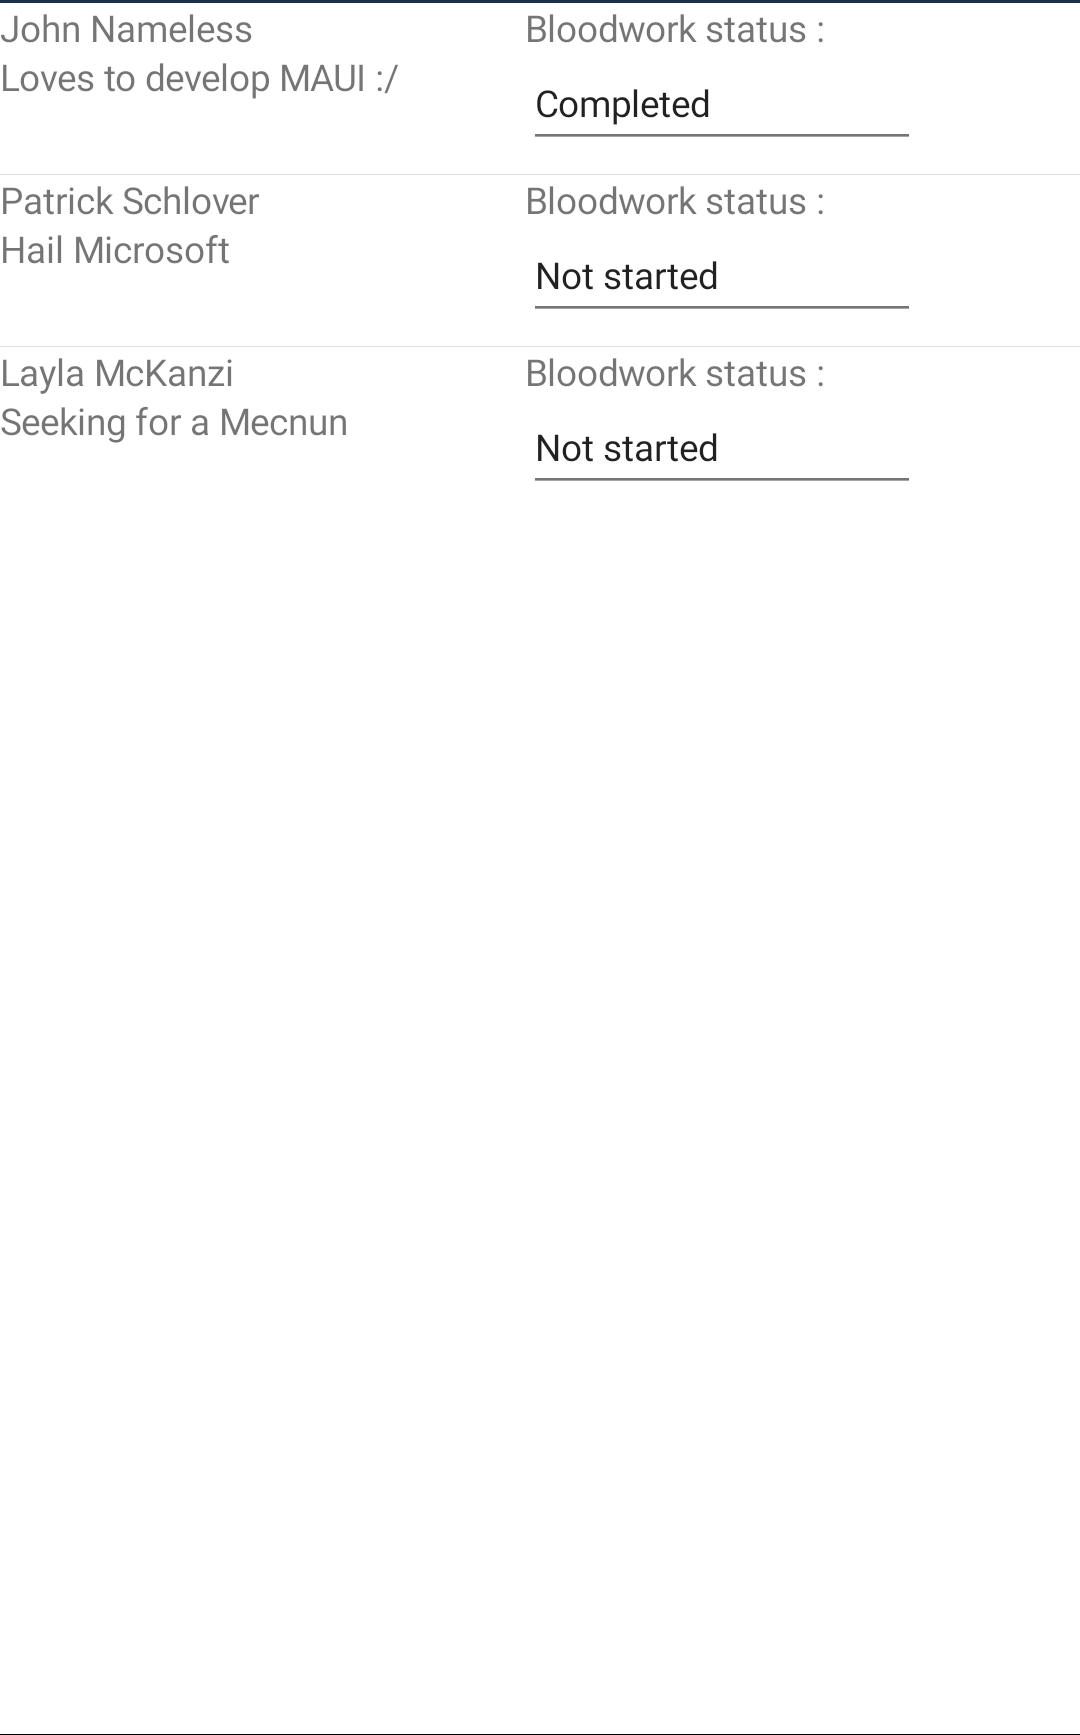 John Nameless
Loves to develop MAUI :/
Bloodwork status :
Completed
Patrick Schlover
Hail Microsoft
Bloodwork status :
Not started
Layla McKanzi
Seeking for a Mecnun
Bloodwork status :
Not started